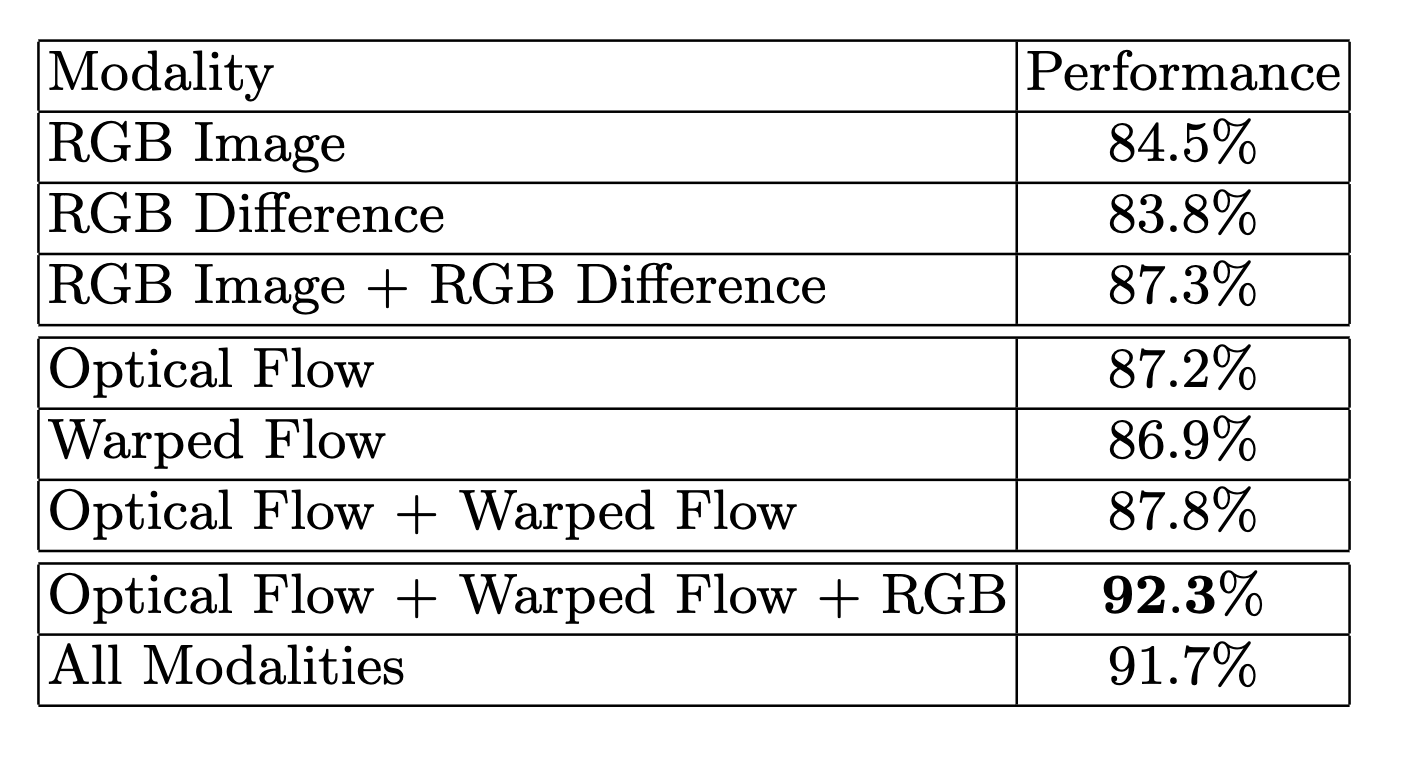 Modality Performance
RGB Image 84.5%
RGB Difference 83.8%
RGB Image + RGB Difference 87.3%
Optical Flow 87.2%
Warped Flow 86.9%
Optical Flow + Warped Flow 87.8%
Optical Flow + Warped Flow + RGB 92.3%
All Modalities 91.7%